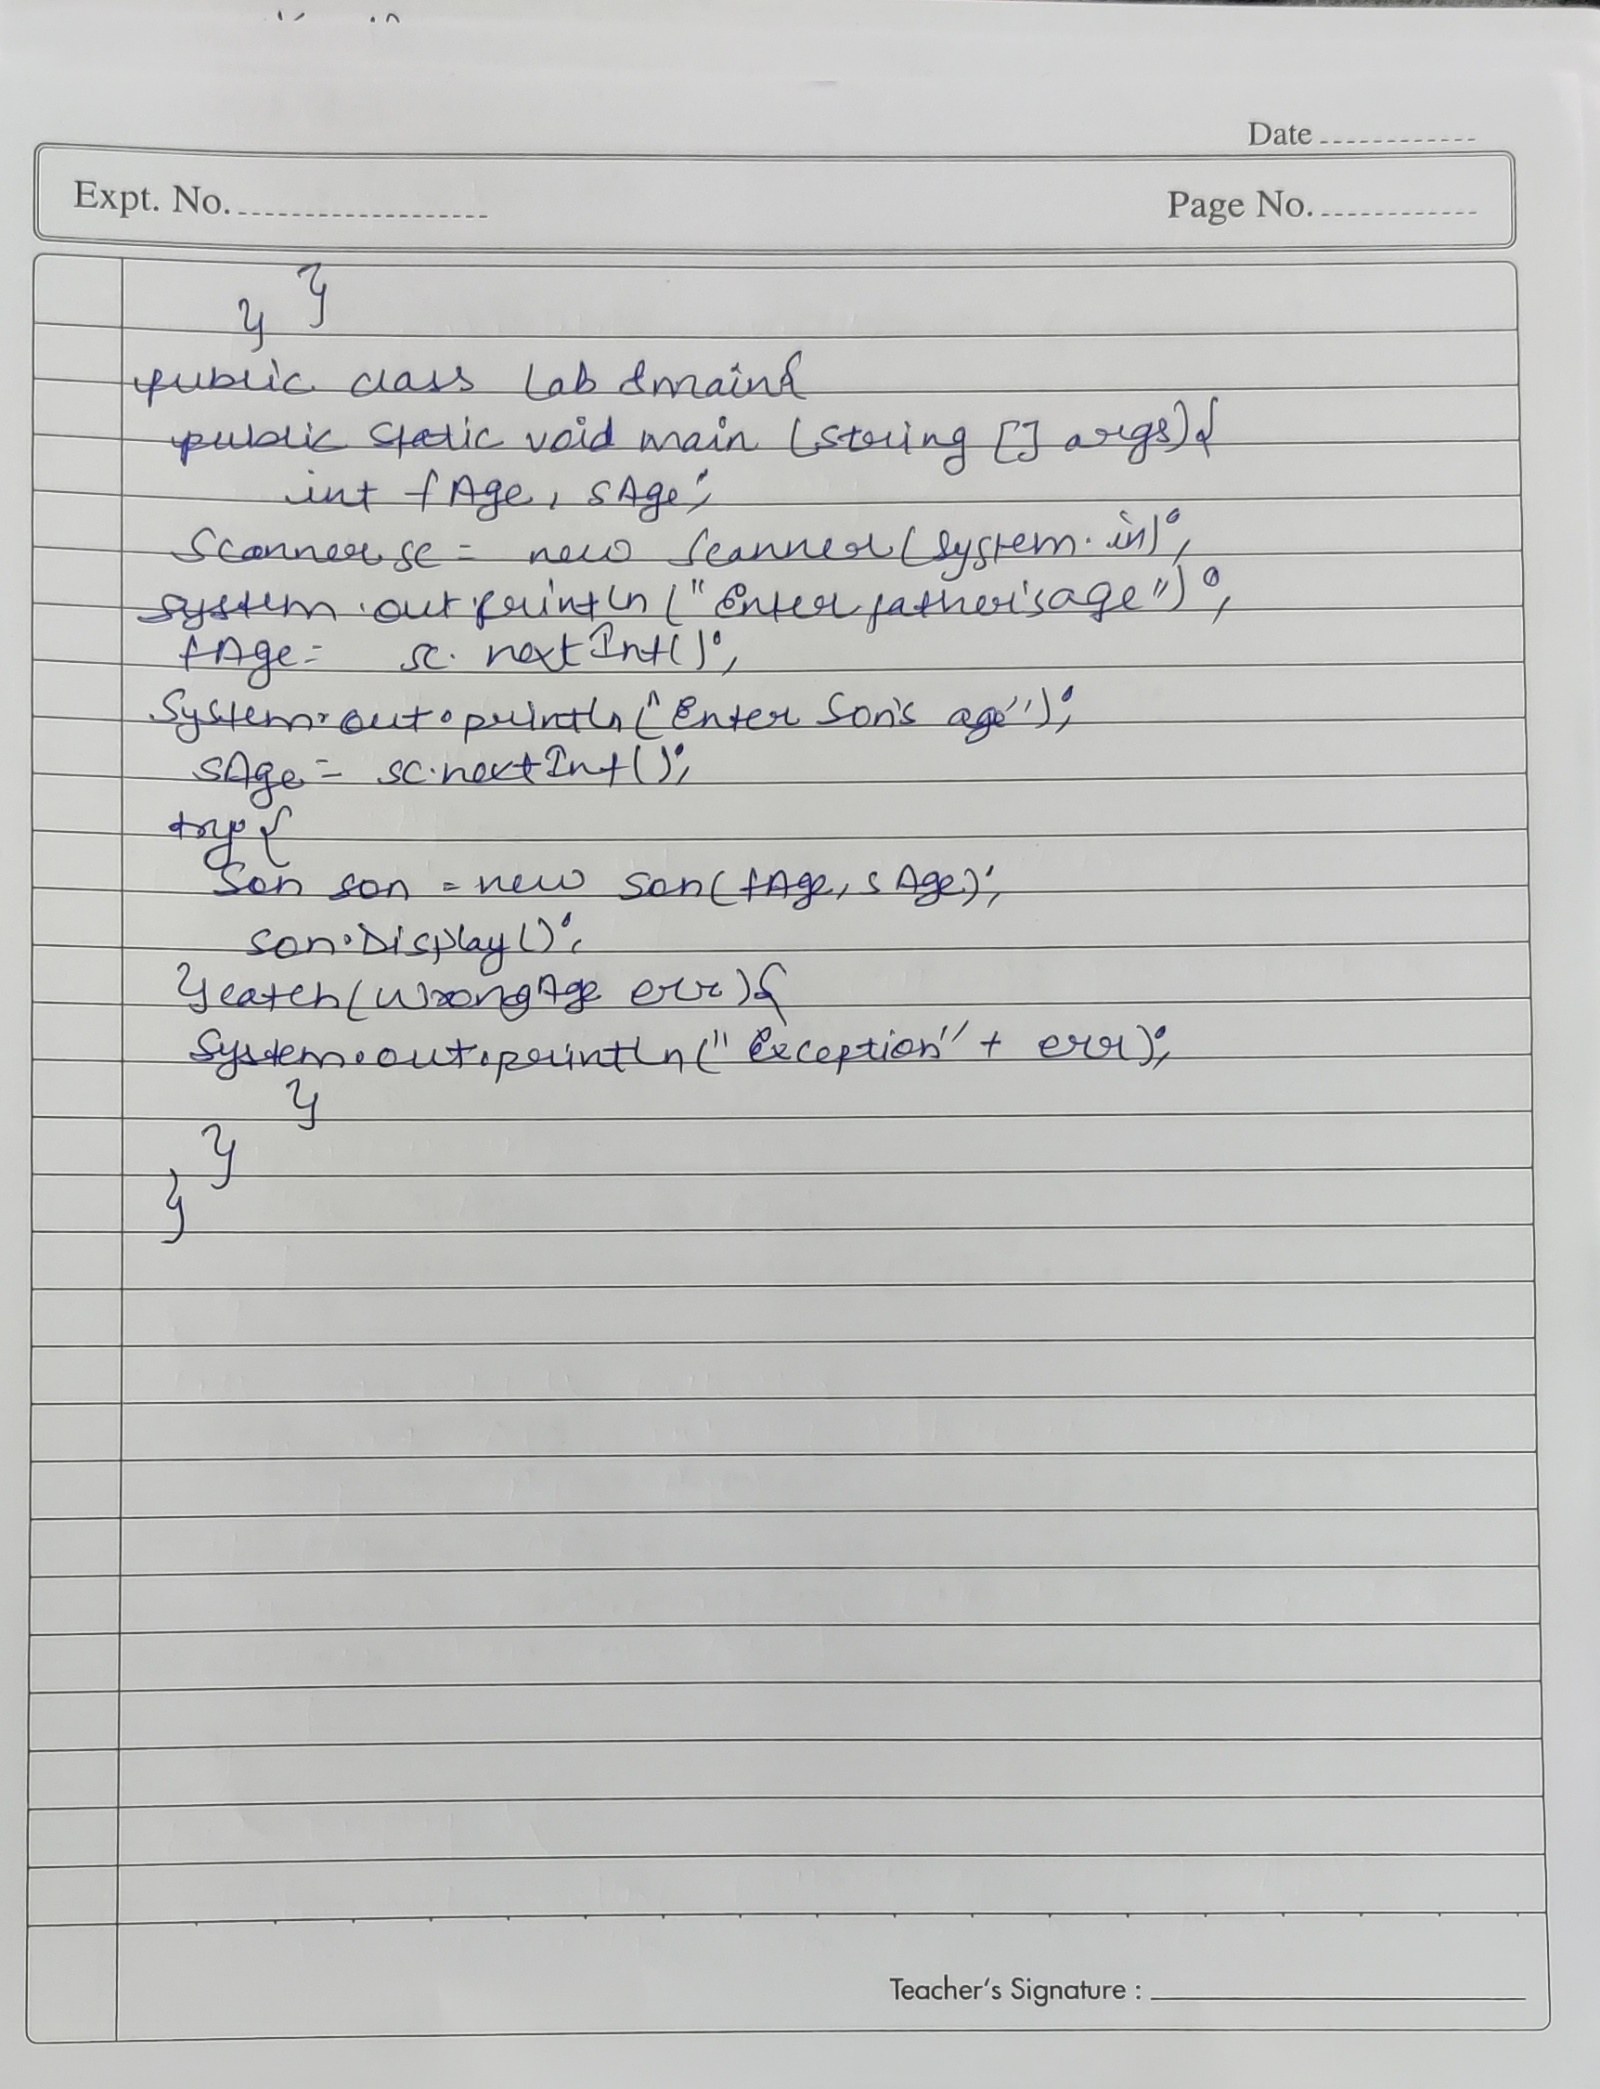 Date
Expt. No.
Page No.
}
}
public class Lab main{
public static void main (String [] args){
int fAge, sAge;
Scanner sc = new Scanner(System.in);
System.out println ("Enter father's age");
fAge = sc. nextInt();
System.out.println ("Enter Son's age");
sAge = sc.nextInt();
try {
Son son = new Son(fAge, sAge);
son.Display();
}catch(WrongAge err){
System.out.println("Exception" + err);
}
}
}
Teacher's Signature :